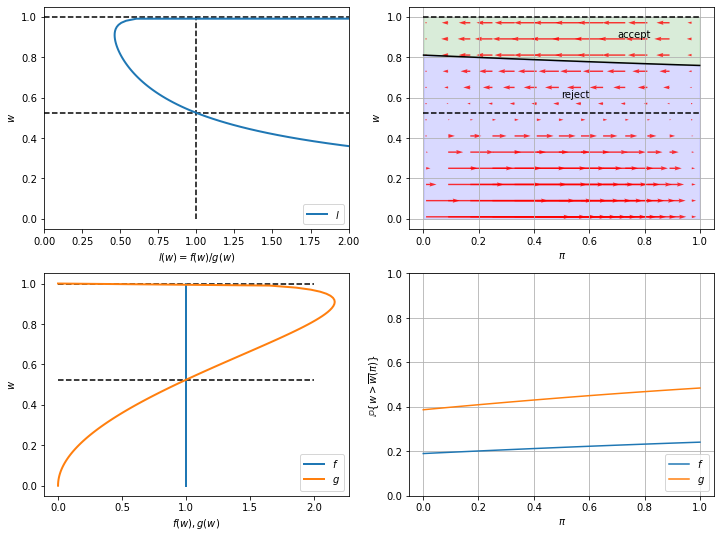 1.0
0.8
0.6
0.4
0.2
0.0
w
l
0.00 0.25 0.50 0.75 1.00 1.25 1.50 1.75 2.00
l(w) = f(w)/g(w)
1.0
0.8
0.6
0.4
0.2
0.0
w
accept
reject
0.0 0.2 0.4 0.6 0.8 1.0
π
1.0
0.8
0.6
0.4
0.2
0.0
w
f
g
0.0 0.5 1.0 1.5 2.0
f(w), g(w)
1.0
0.8
0.6
0.4
0.2
0.0
ℙ{w > w̅(π)}
f
g
0.0 0.2 0.4 0.6 0.8 1.0
π